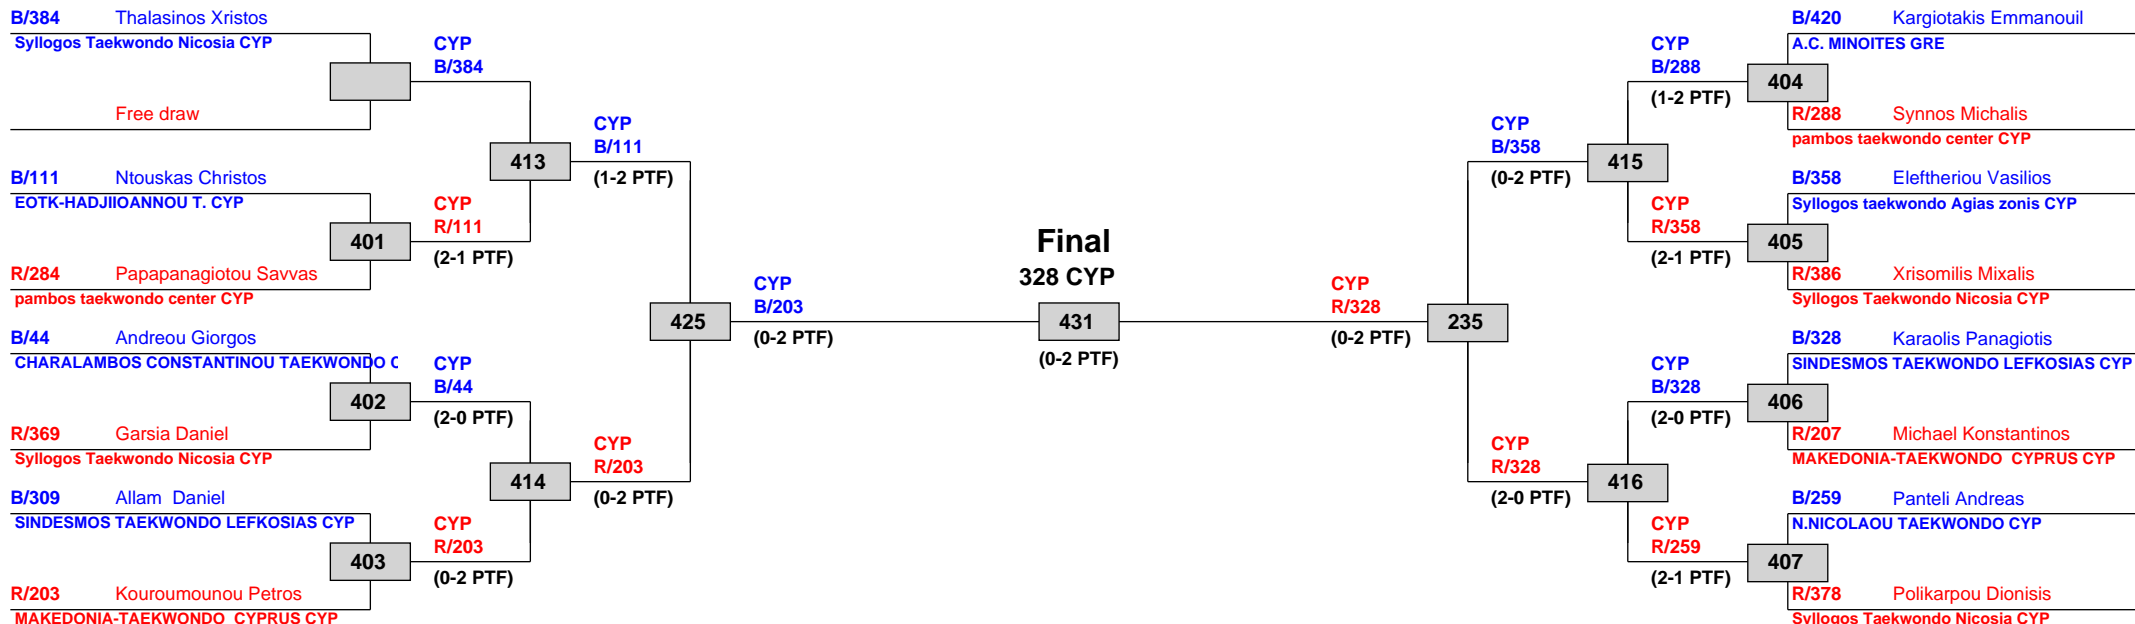 B/384 Thalasinos Xristos
Syllogos Taekwondo Nicosia CYP
Free draw
B/111 Ntouskas Christos
EOTK-HADJIIOANNOU T. CYP
R/284 Papapanagiotou Savvas
pambos taekwondo center CYP
B/44 Andreou Giorgos
CHARALAMBOS CONSTANTINOU TAEKWONDO C
R/369 Garsia Daniel
Syllogos Taekwondo Nicosia CYP
B/309 Allam Daniel
SINDESMOS TAEKWONDO LEFKOSIAS CYP
R/203 Kouroumounou Petros
MAKEDONIA-TAEKWONDO CYPRUS CYP
401
402
403
CYP
B/384
CYP
R/111
(2-1 PTF)
CYP
B/44
(2-0 PTF)
CYP
R/203
(0-2 PTF)
413
414
CYP
B/111
(1-2 PTF)
CYP
R/203
(0-2 PTF)
425
CYP
B/203
(0-2 PTF)
Final
328 CYP
431
(0-2 PTF)
CYP
R/328
(0-2 PTF)
235
CYP
B/358
(0-2 PTF)
CYP
R/328
(2-0 PTF)
415
416
CYP
B/288
(1-2 PTF)
CYP
R/358
(2-1 PTF)
CYP
B/328
(2-0 PTF)
CYP
R/259
(2-1 PTF)
404
405
406
407
B/420 Kargiotakis Emmanouil
A.C. MINOITES GRE
R/288 Synnos Michalis
pambos taekwondo center CYP
B/358 Eleftheriou Vasilios
Syllogos taekwondo Agias zonis CYP
R/386 Xrisomilis Mixalis
Syllogos Taekwondo Nicosia CYP
B/328 Karaolis Panagiotis
SINDESMOS TAEKWONDO LEFKOSIAS CYP
R/207 Michael Konstantinos
MAKEDONIA-TAEKWONDO CYPRUS CYP
B/259 Panteli Andreas
N.NICOLAOU TAEKWONDO CYP
R/378 Polikarpou Dionisis
Syllogos Taekwondo Nicosia CYP